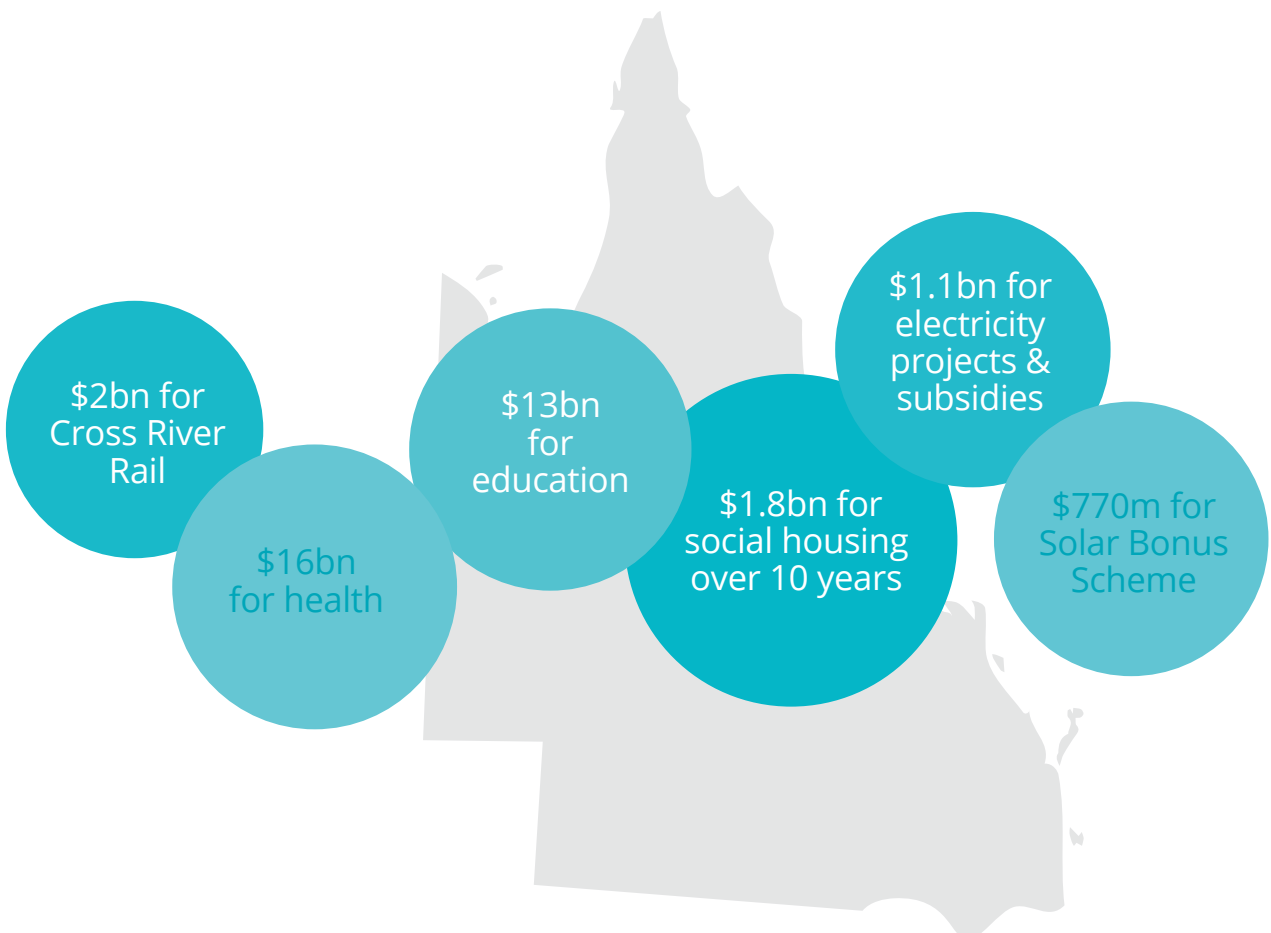 $2bn for
Cross River
Rail
$16bn
for health
$13bn
for
education
$1.8bn for
social housing
over 10 years
$1.1bn for
electricity
projects &
subsidies
$770m for
Solar Bonus
Scheme